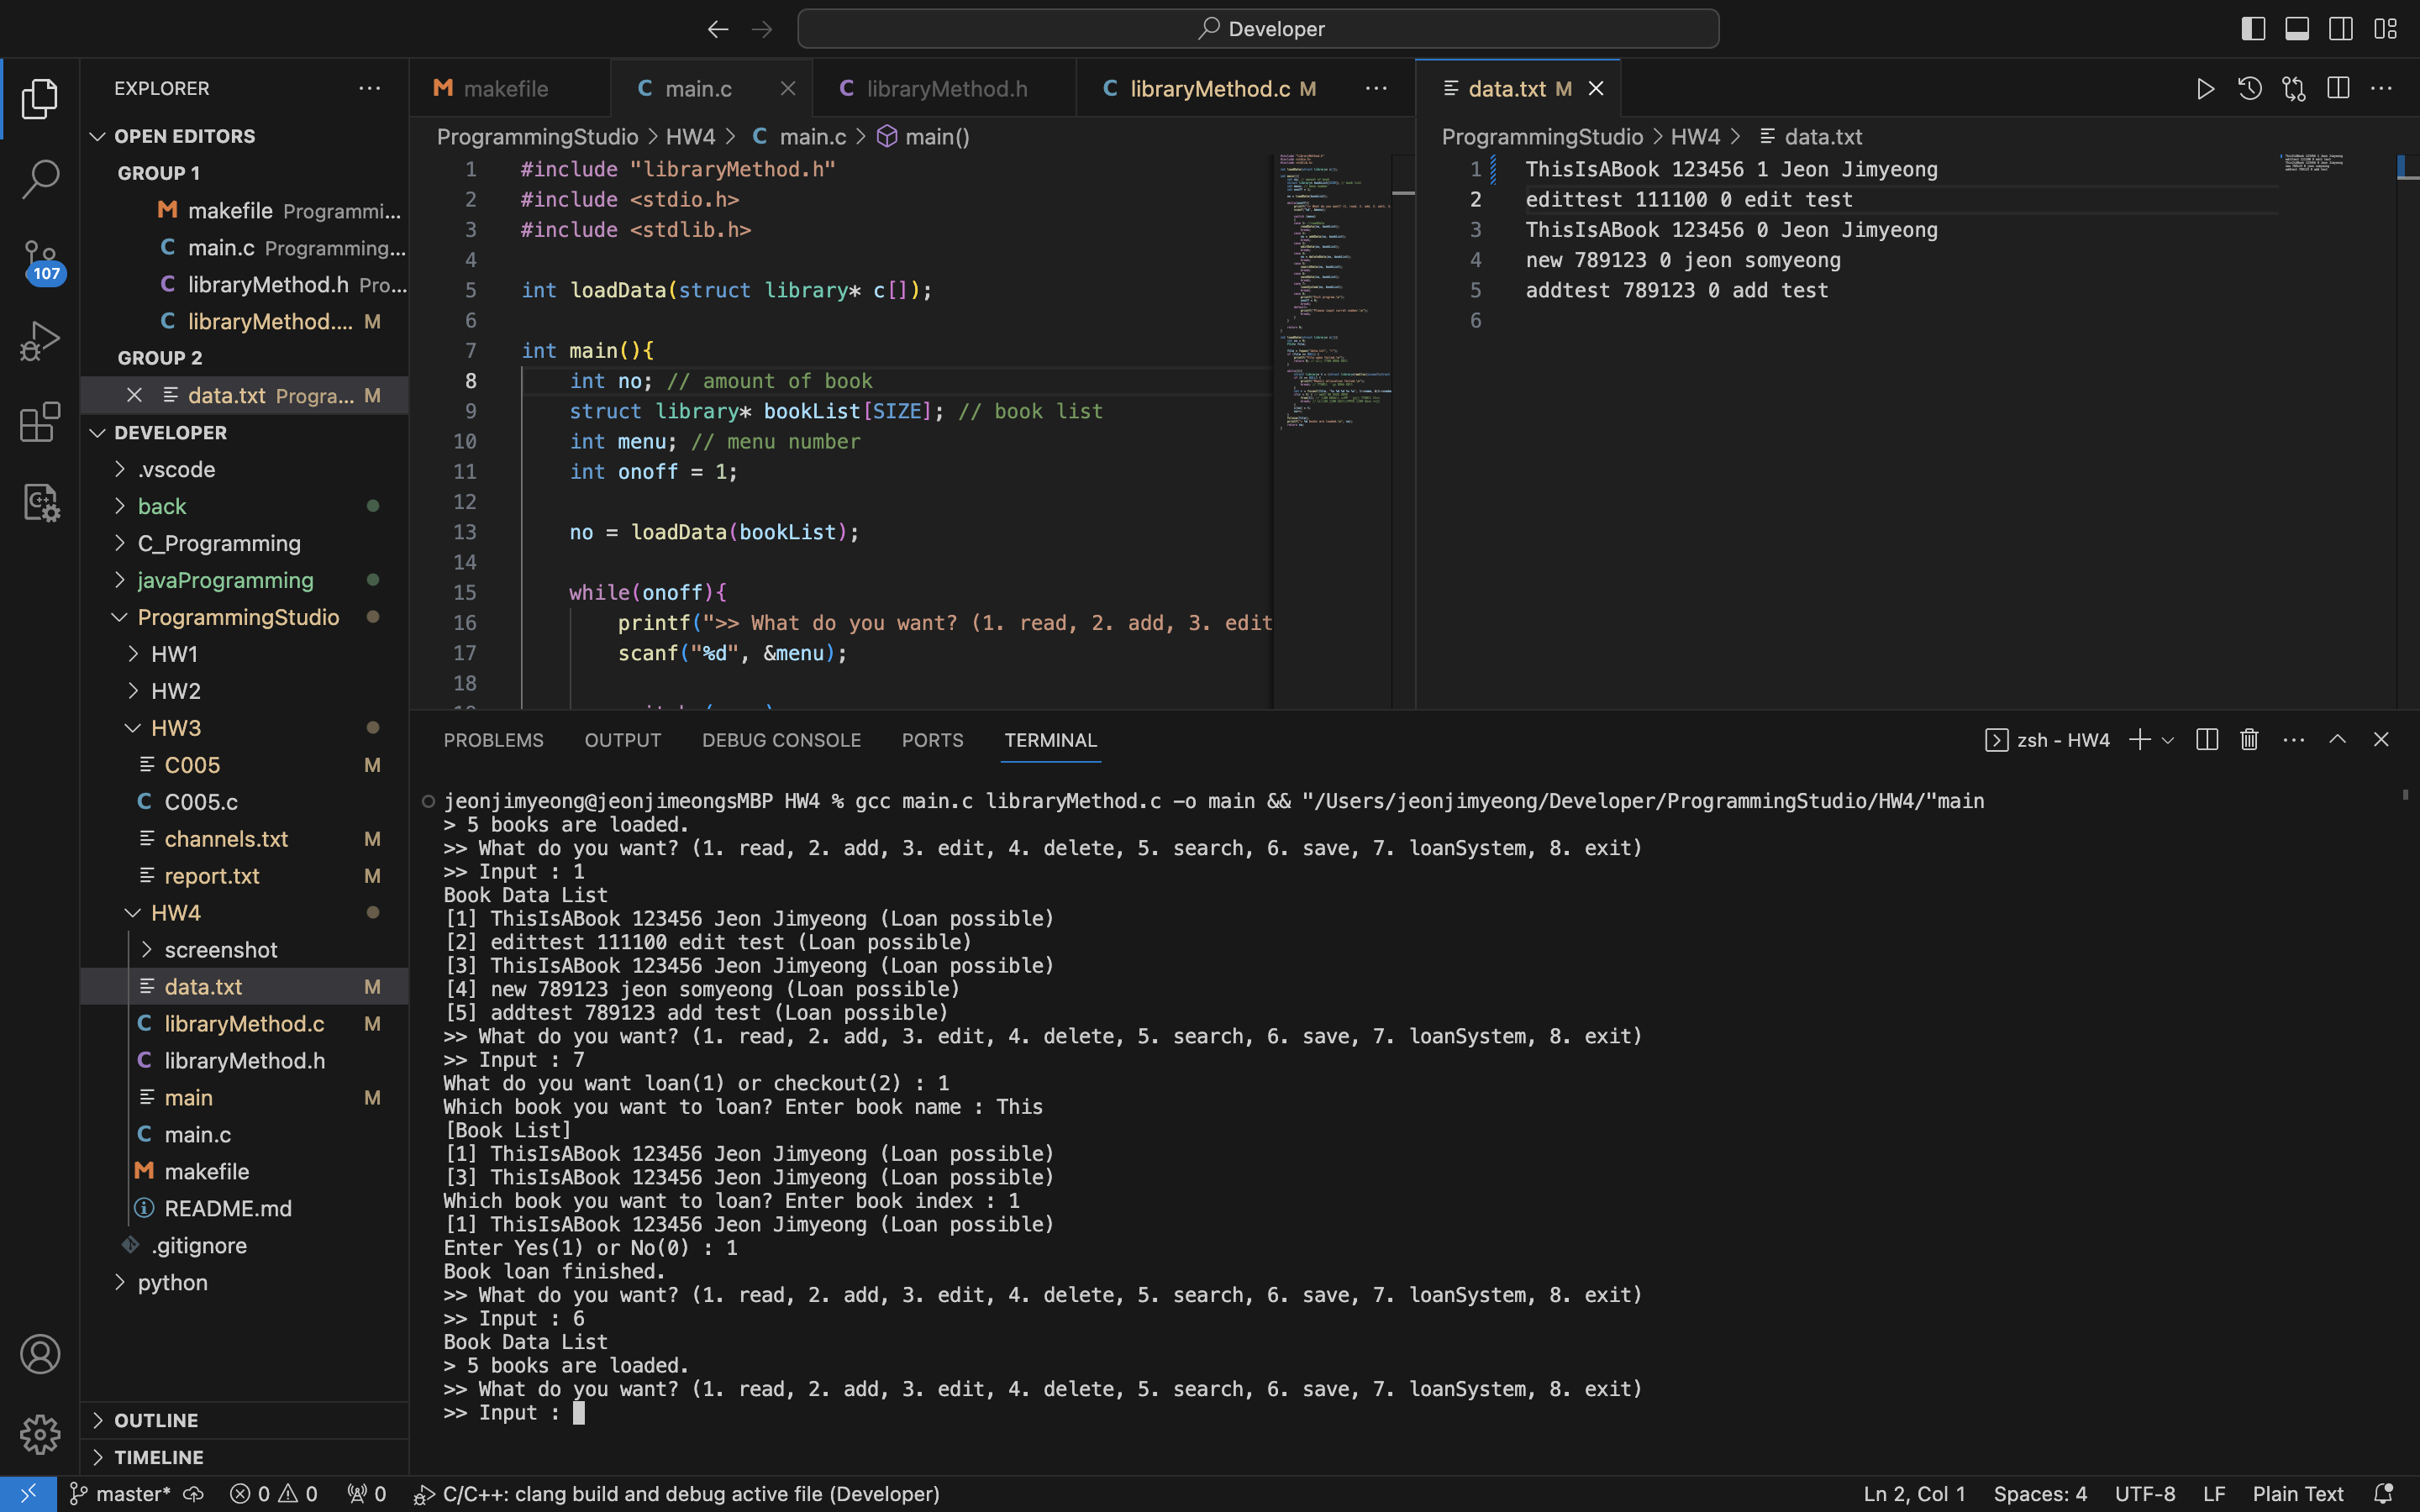 Developer
EXPLORER
OPEN EDITORS
GROUP 1
makefile Programmi...
main.c Programming...
libraryMethod.h Pro...
libraryMethod.... M
GROUP 2
data.txt Progra... M
DEVELOPER
.vscode
back
C_Programming
javaProgramming
ProgrammingStudio
HW1
HW2
HW3
C005 M
C005.c
channels.txt M
report.txt M
HW4
screenshot
data.txt M
libraryMethod.c M
libraryMethod.h
main M
main.c
makefile
README.md
.gitignore
python
OUTLINE
TIMELINE
107
makefile
main.c
libraryMethod.h
libraryMethod.c M
ProgrammingStudio > HW4 > C main.c > main()
1 #include "libraryMethod.h"
2 #include <stdio.h>
3 #include <stdlib.h>
4
5 int loadData(struct library* c[]);
6
7 int main(){
8 int no; // amount of book
9 struct library* bookList[SIZE]; // book list
10 int menu; // menu number
11 int onoff = 1;
12
13 no = loadData(bookList);
14
15 while(onoff){
16 printf(">> What do you want? (1. read, 2. add, 3. edit
17 scanf("%d", &menu);
18
data.txt M
ProgrammingStudio > HW4 > data.txt
1 ThisIsABook 123456 1 Jeon Jimyeong
2 edittest 111100 0 edit test
3 ThisIsABook 123456 0 Jeon Jimyeong
4 new 789123 0 jeon somyeong
5 addtest 789123 0 add test
6
PROBLEMS OUTPUT DEBUG CONSOLE PORTS TERMINAL
zsh - HW4
jeonjimyeong@jeonjimeongsMBP HW4 % gcc main.c libraryMethod.c -o main && "/Users/jeonjimyeong/Developer/ProgrammingStudio/HW4/"main
> 5 books are loaded.
>> What do you want? (1. read, 2. add, 3. edit, 4. delete, 5. search, 6. save, 7. loanSystem, 8. exit)
>> Input : 1
Book Data List
[1] ThisIsABook 123456 Jeon Jimyeong (Loan possible)
[2] edittest 111100 edit test (Loan possible)
[3] ThisIsABook 123456 Jeon Jimyeong (Loan possible)
[4] new 789123 jeon somyeong (Loan possible)
[5] addtest 789123 add test (Loan possible)
>> What do you want? (1. read, 2. add, 3. edit, 4. delete, 5. search, 6. save, 7. loanSystem, 8. exit)
>> Input : 7
What do you want loan(1) or checkout(2) : 1
Which book you want to loan? Enter book name : This
[Book List]
[1] ThisIsABook 123456 Jeon Jimyeong (Loan possible)
[3] ThisIsABook 123456 Jeon Jimyeong (Loan possible)
Which book you want to loan? Enter book index : 1
[1] ThisIsABook 123456 Jeon Jimyeong (Loan possible)
Enter Yes(1) or No(0) : 1
Book loan finished.
>> What do you want? (1. read, 2. add, 3. edit, 4. delete, 5. search, 6. save, 7. loanSystem, 8. exit)
>> Input : 6
Book Data List
> 5 books are loaded.
>> What do you want? (1. read, 2. add, 3. edit, 4. delete, 5. search, 6. save, 7. loanSystem, 8. exit)
>> Input :
master* 0 0 0 C/C++: clang build and debug active file (Developer)
Ln 2, Col 1 Spaces: 4 UTF-8 LF Plain Text